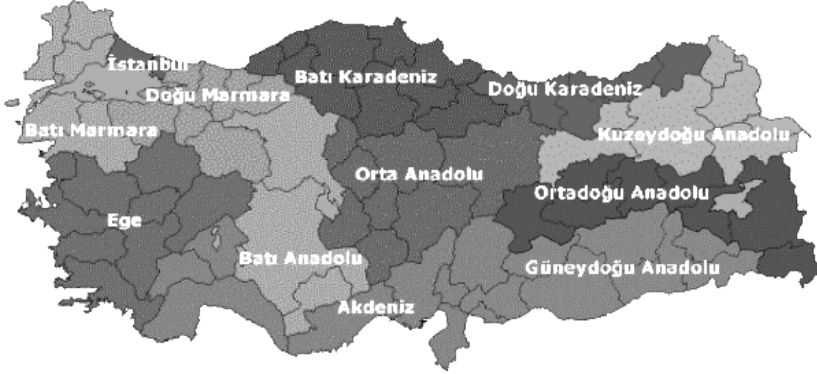 İstanbul
Batı Karadeniz
Doğu Karadeniz
Doğu Marmara
Batı Marmara
Kuzeydoğu Anadolu
Orta Anadolu
Ortadoğu Anadolu
Ege
Batı Anadolu
Güneydoğu Anadolu
Akdeniz